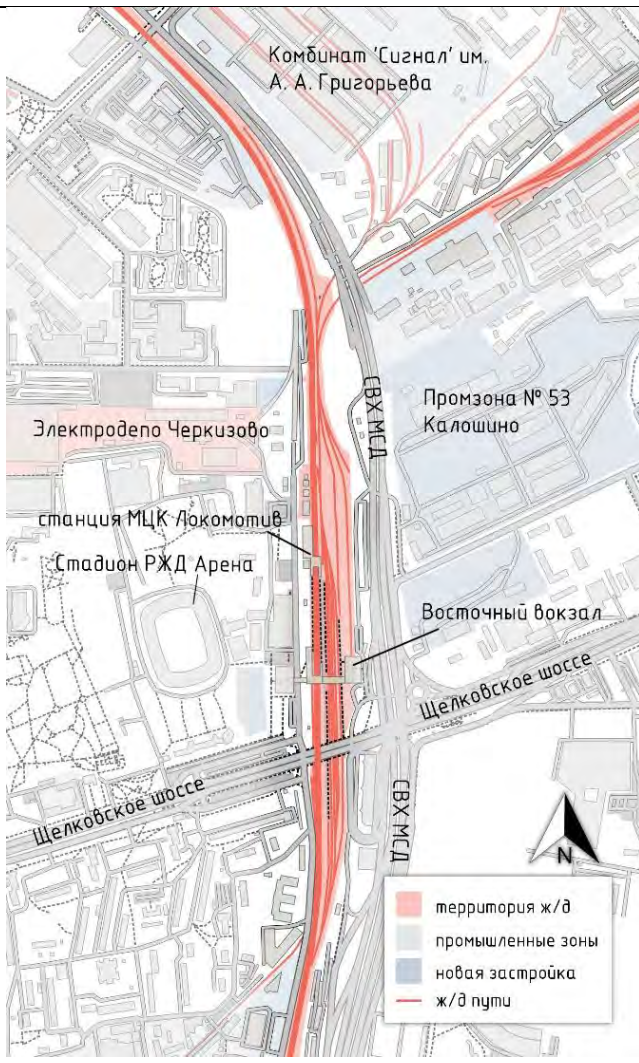 Комбинат 'Сигнал' им.
А. А. Григорьева
СВХ МСД
Промзона № 53
Калошино
Электродепо Черкизово
станция МЦК Локомотив
Стадион РЖД Арена
Восточный вокзал
Щелковское шоссе
Щелковское шоссе
СВХ МСД
N
территория ж/д
промышленные зоны
новая застройка
ж/д пути